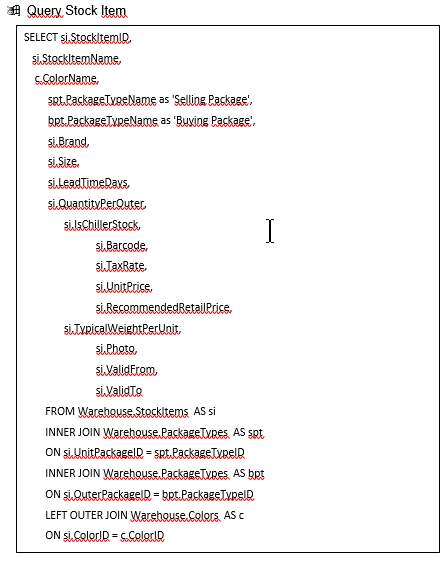 Query Stock Item
SELECT si.StockItemID,
si.StockItemName,
c.ColorName,
spt.PackageTypeName as 'Selling Package',
bpt.PackageTypeName as 'Buying Package',
si.Brand,
si.Size,
si.LeadTimeDays,
si.QuantityPerOuter,
si.IsChillerStock,
si.Barcode,
si.TaxRate,
si.UnitPrice,
si.RecommendedRetailPrice,
si.TypicalWeightPerUnit,
si.Photo,
si.ValidFrom,
si.ValidTo
FROM Warehouse.StockItems AS si
INNER JOIN Warehouse.PackageTypes AS spt
ON si.UnitPackageID = spt.PackageTypeID
INNER JOIN Warehouse.PackageTypes AS bpt
ON si.OuterPackageID = bpt.PackageTypeID
LEFT OUTER JOIN Warehouse.Colors AS c
ON si.ColorID = c.ColorID